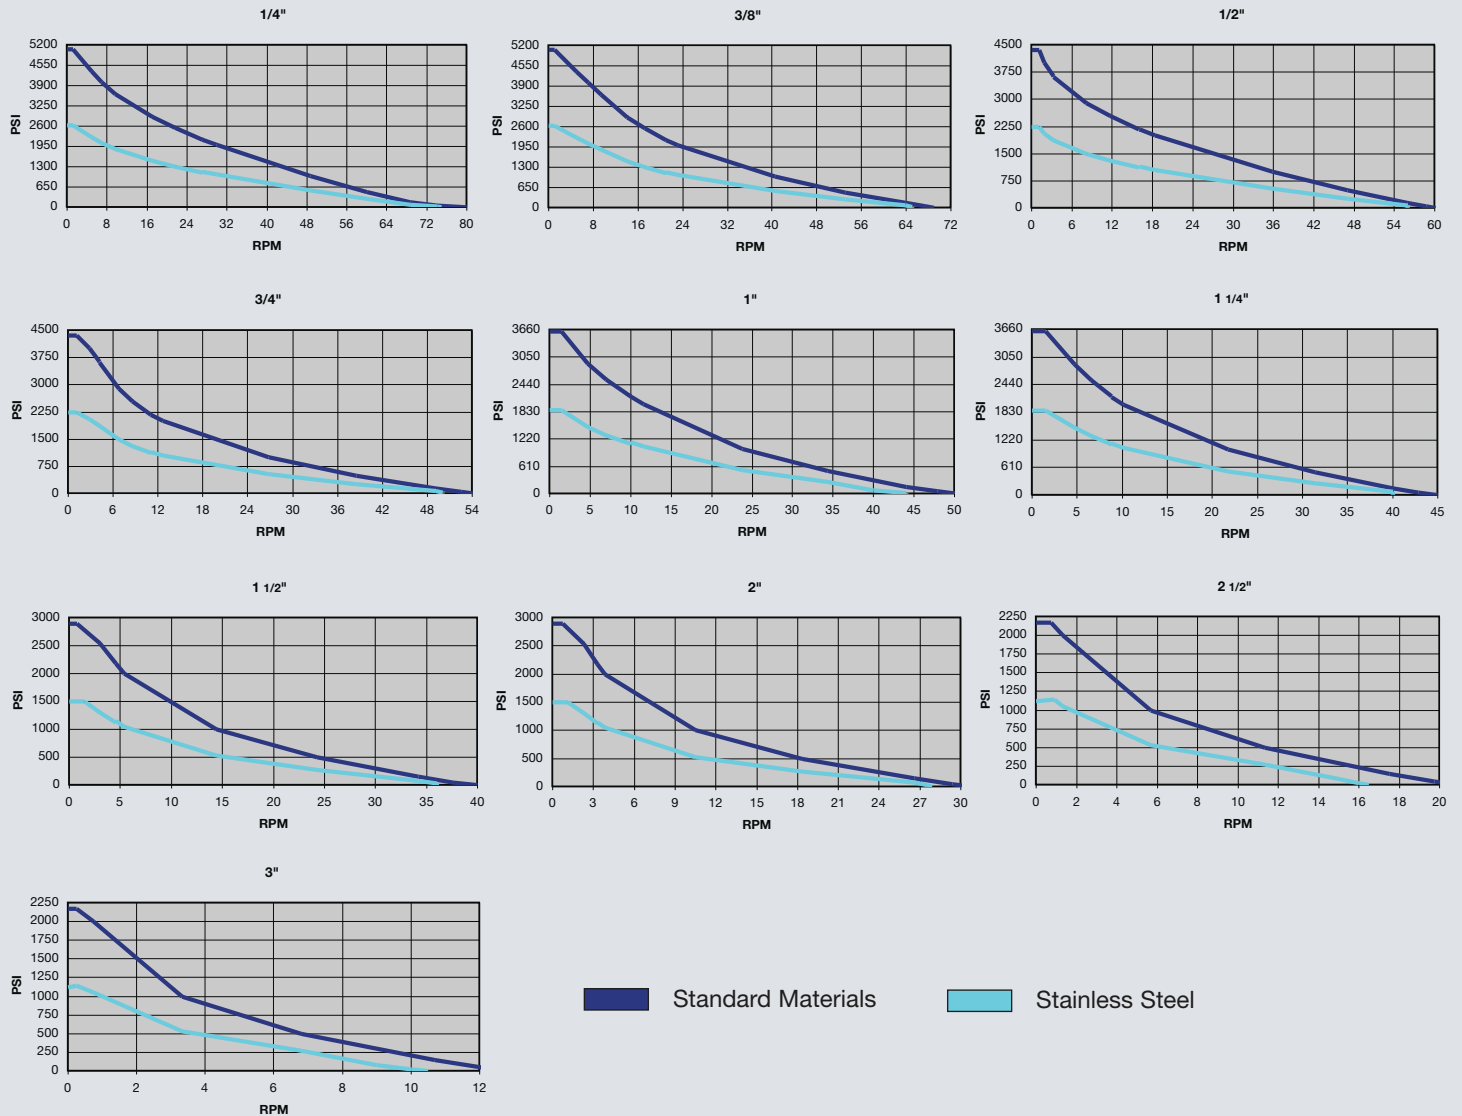 1/4"
5200
4550
3900
3250
2600
1950
1300
650
0
PSI
0 8 16 24 32 40 48 56 64 72 80
RPM
3/8"
5200
4550
3900
3250
2600
1950
1300
650
0
PSI
0 8 16 24 32 40 48 56 64 72
RPM
1/2"
4500
3750
3000
2250
1500
750
0
PSI
0 6 12 18 24 30 36 42 48 54 60
RPM
3/4"
4500
3750
3000
2250
1500
750
0
PSI
0 6 12 18 24 30 36 42 48 54
RPM
1"
3660
3050
2440
1830
1220
610
0
PSI
0 5 10 15 20 25 30 35 40 45 50
RPM
1 1/4"
3660
3050
2440
1830
1220
610
0
PSI
0 5 10 15 20 25 30 35 40 45
RPM
1 1/2"
3000
2500
2000
1500
1000
500
0
PSI
0 5 10 15 20 25 30 35 40
RPM
2"
3000
2500
2000
1500
1000
500
0
PSI
0 3 6 9 12 15 18 21 24 27 30
RPM
2 1/2"
2250
2000
1750
1500
1250
1000
750
500
250
0
PSI
0 2 4 6 8 10 12 14 16 18 20
RPM
3"
2250
2000
1750
1500
1250
1000
750
500
250
0
PSI
0 2 4 6 8 10 12
RPM
Standard Materials
Stainless Steel